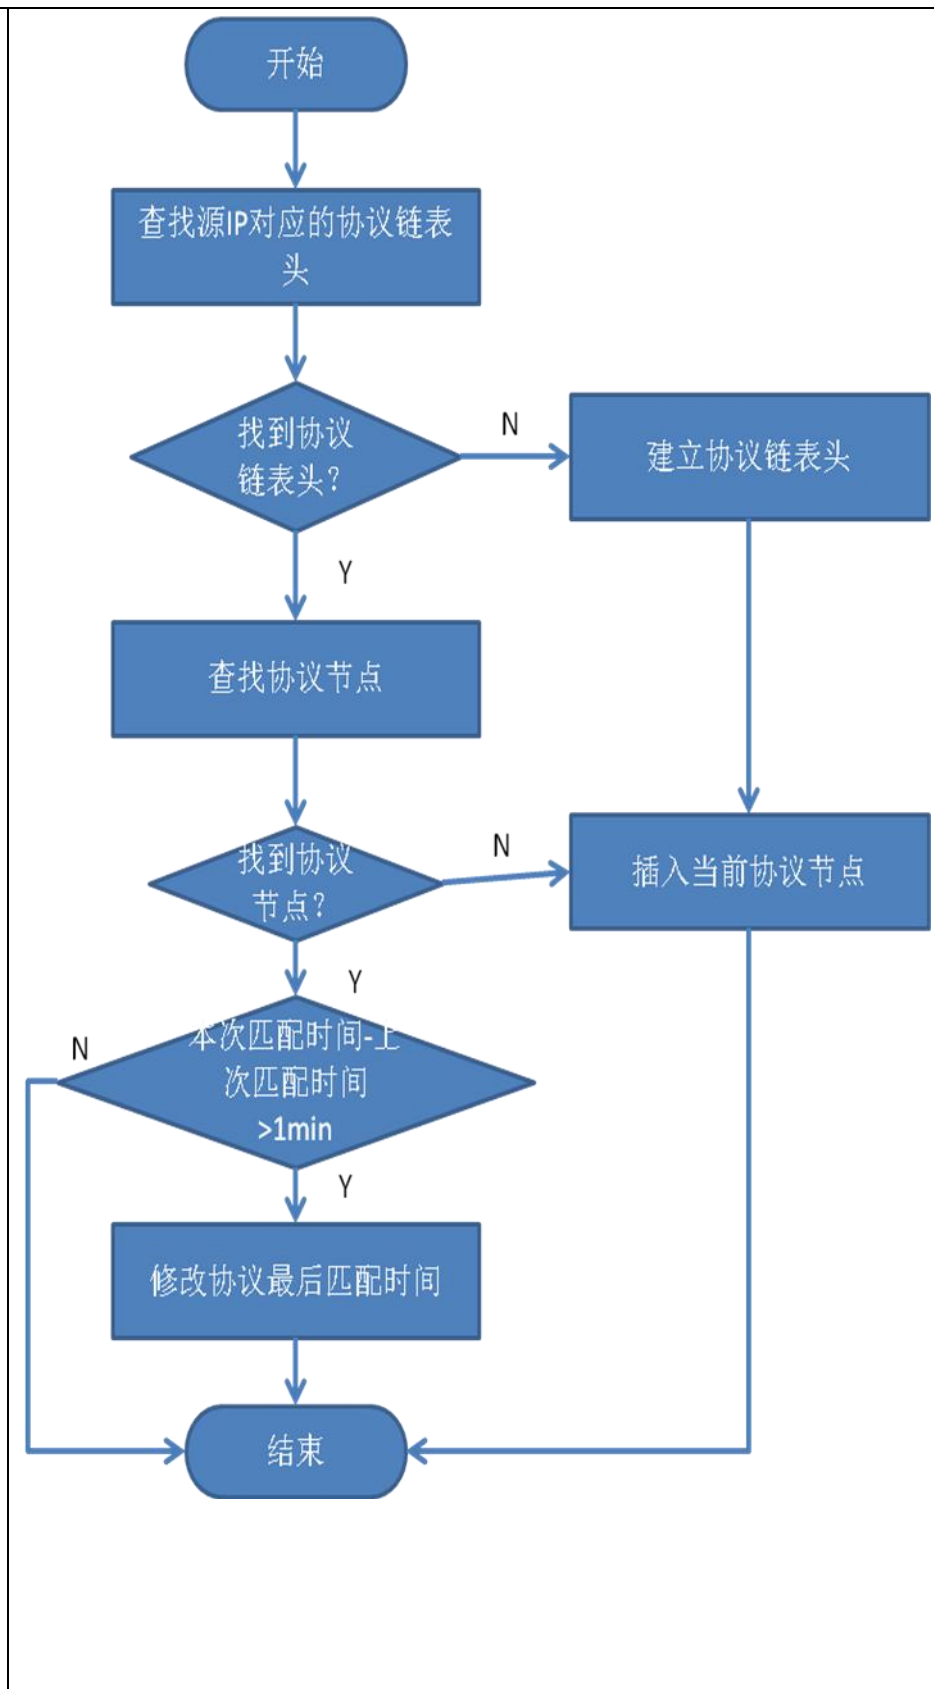 开始
查找源IP对应的协议链表
头
找到协议
链表头?
N
建立协议链表头
Y
查找协议节点
找到协议
节点?
N
插入当前协议节点
Y
本次匹配时间-上
次匹配时间
>1min
N
Y
修改协议最后匹配时间
结束